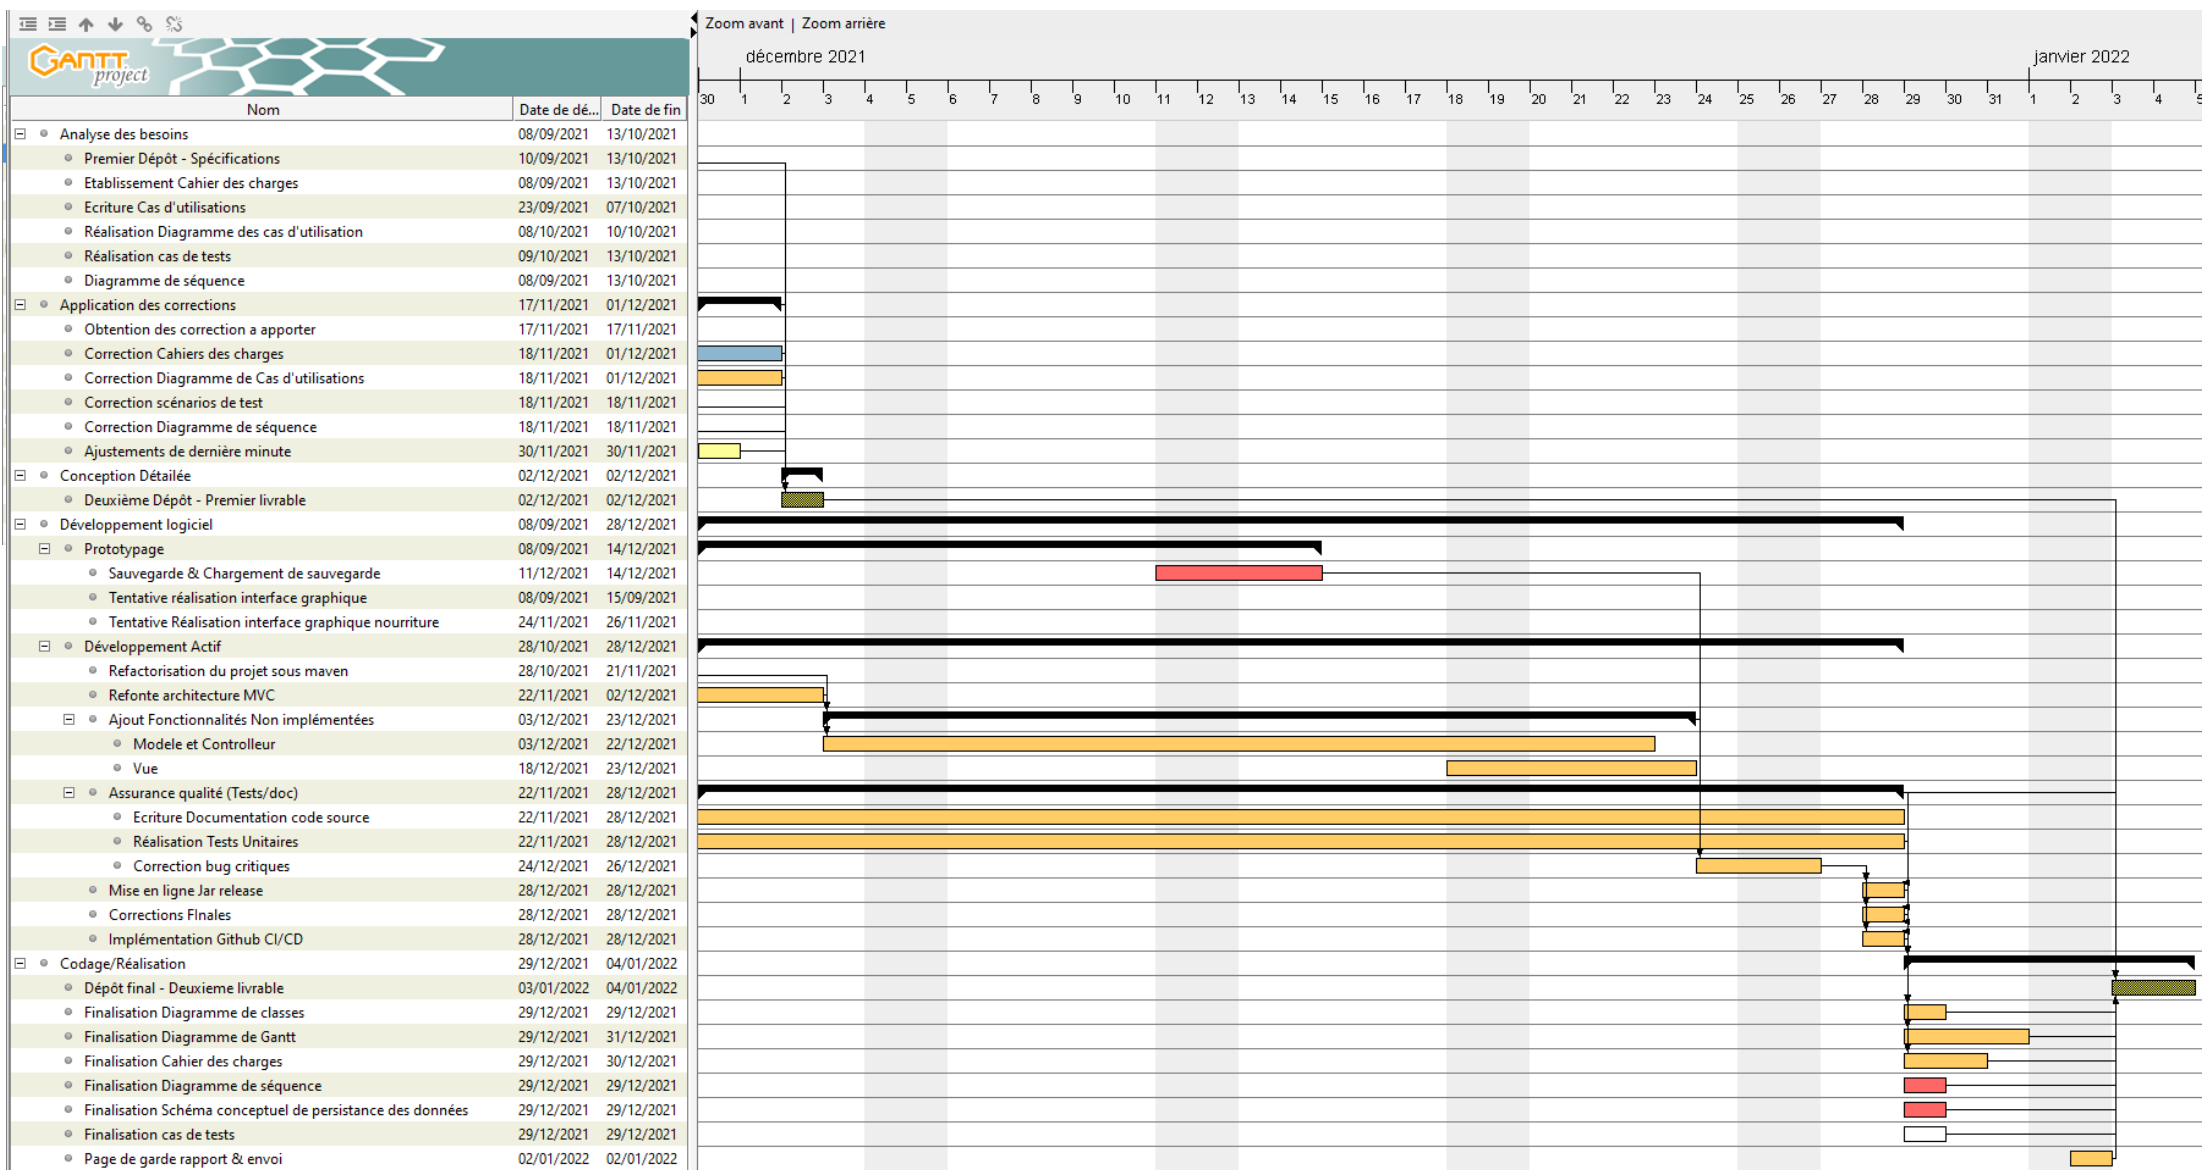 Zoom avant | Zoom arrière
GANTT project
décembre 2021 janvier 2022
30 1 2 3 4 5 6 7 8 9 10 11 12 13 14 15 16 17 18 19 20 21 22 23 24 25 26 27 28 29 30 31 1 2 3 4 5
Nom Date de dé... Date de fin
Analyse des besoins 08/09/2021 13/10/2021
Premier Dépôt - Spécifications 10/09/2021 13/10/2021
Etablissement Cahier des charges 08/09/2021 13/10/2021
Ecriture Cas d'utilisations 23/09/2021 07/10/2021
Réalisation Diagramme des cas d'utilisation 08/10/2021 10/10/2021
Réalisation cas de tests 09/10/2021 13/10/2021
Diagramme de séquence 08/09/2021 13/10/2021
Application des corrections 17/11/2021 01/12/2021
Obtention des correction a apporter 17/11/2021 17/11/2021
Correction Cahiers des charges 18/11/2021 01/12/2021
Correction Diagramme de Cas d'utilisations 18/11/2021 01/12/2021
Correction scénarios de test 18/11/2021 18/11/2021
Correction Diagramme de séquence 18/11/2021 18/11/2021
Ajustements de dernière minute 30/11/2021 30/11/2021
Conception Détailée 02/12/2021 02/12/2021
Deuxième Dépôt - Premier livrable 02/12/2021 02/12/2021
Développement logiciel 08/09/2021 28/12/2021
Prototypage 08/09/2021 14/12/2021
Sauvegarde & Chargement de sauvegarde 11/12/2021 14/12/2021
Tentative réalisation interface graphique 08/09/2021 15/09/2021
Tentative Réalisation interface graphique nourriture 24/11/2021 26/11/2021
Développement Actif 28/10/2021 28/12/2021
Refactorisation du projet sous maven 28/10/2021 21/11/2021
Refonte architecture MVC 22/11/2021 02/12/2021
Ajout Fonctionnalités Non implémentées 03/12/2021 23/12/2021
Modele et Controlleur 03/12/2021 22/12/2021
Vue 18/12/2021 23/12/2021
Assurance qualité (Tests/doc) 22/11/2021 28/12/2021
Ecriture Documentation code source 22/11/2021 28/12/2021
Réalisation Tests Unitaires 22/11/2021 28/12/2021
Correction bug critiques 24/12/2021 26/12/2021
Mise en ligne Jar release 28/12/2021 28/12/2021
Corrections FInales 28/12/2021 28/12/2021
Implémentation Github CI/CD 28/12/2021 28/12/2021
Codage/Réalisation 29/12/2021 04/01/2022
Dépôt final - Deuxieme livrable 03/01/2022 04/01/2022
Finalisation Diagramme de classes 29/12/2021 29/12/2021
Finalisation Diagramme de Gantt 29/12/2021 31/12/2021
Finalisation Cahier des charges 29/12/2021 30/12/2021
Finalisation Diagramme de séquence 29/12/2021 29/12/2021
Finalisation Schéma conceptuel de persistance des données 29/12/2021 29/12/2021
Finalisation cas de tests 29/12/2021 29/12/2021
Page de garde rapport & envoi 02/01/2022 02/01/2022